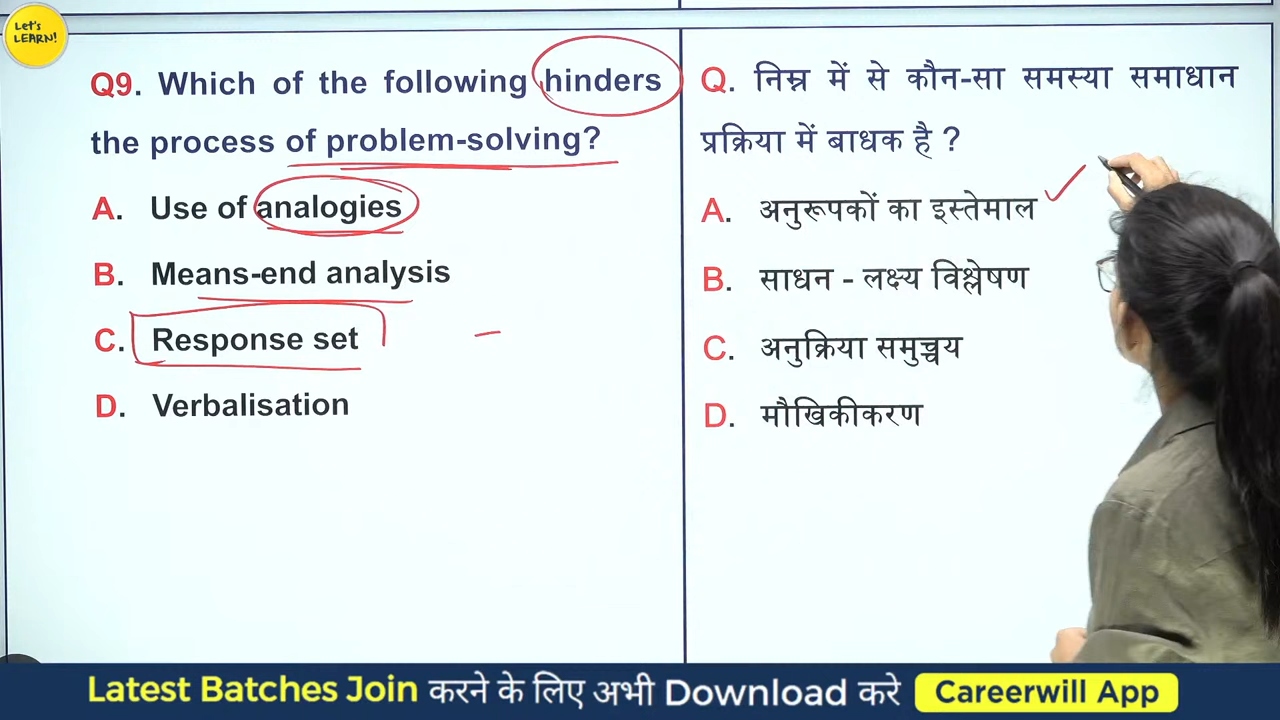 Let's
LEARN!
Q9. Which of the following hinders
the process of problem-solving?
A. Use of analogies
B. Means-end analysis
C. Response set
D. Verbalisation
Q. निम्न में से कौन-सा समस्या समाधान
प्रक्रिया में बाधक है ?
A. अनुरूपकों का इस्तेमाल
B. साधन - लक्ष्य विश्लेषण
C. अनुक्रिया समुच्चय
D. मौखिकीकरण
Latest Batches Join करने के लिए अभी Download करे Careerwill App